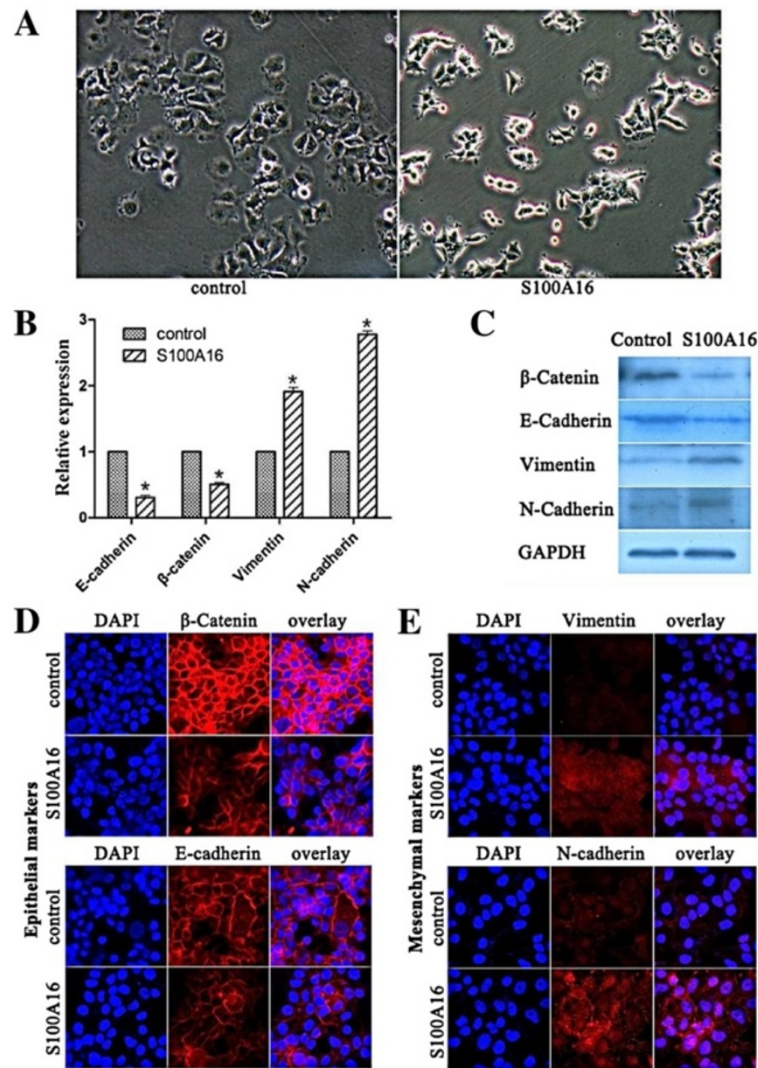 A
control S100A16
B
3
2
1
0
Relative expression
control
S100A16
*
*
*
*
E-cadherin
β-catenin
Vimentin
N-cadherin
C
Control S100A16
β-Catenin
E-Cadherin
Vimentin
N-Cadherin
GAPDH
D
DAPI β-Catenin overlay
control
S100A16
DAPI E-cadherin overlay
control
S100A16
Epithelial markers
E
DAPI Vimentin overlay
control
S100A16
DAPI N-cadherin overlay
control
S100A16
Mesenchymal markers